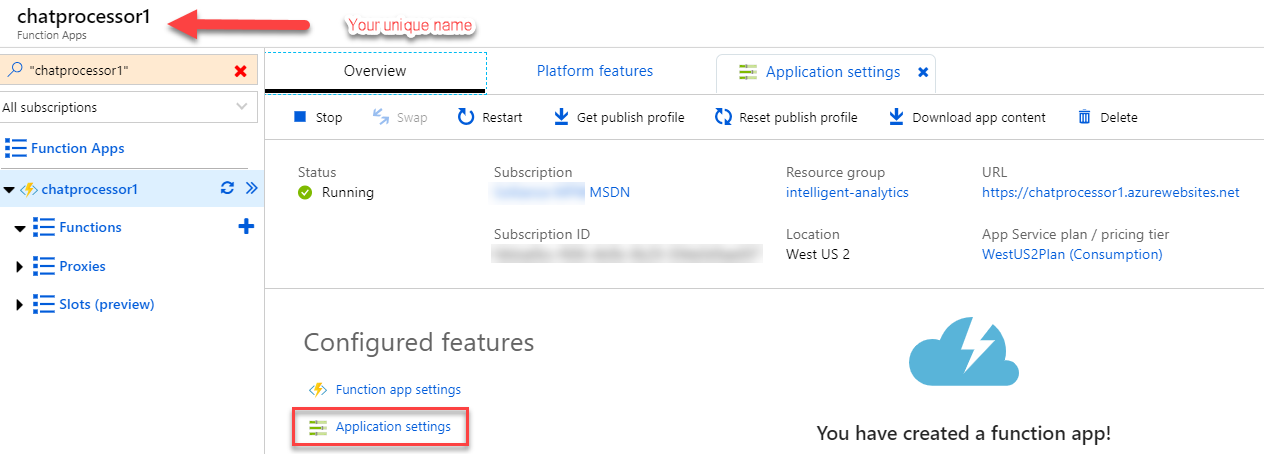 chatprocessor1
Function Apps
Your unique name
"chatprocessor1"
All subscriptions
Function Apps
chatprocessor1
Functions
Proxies
Slots (preview)
Overview
Platform features
Application settings
Stop
Swap
Restart
Get publish profile
Reset publish profile
Download app content
Delete
Status
Running
Subscription
MSDN
Resource group
intelligent-analytics
URL
https://chatprocessor1.azurewebsites.net
Subscription ID
Location
West US 2
App Service plan / pricing tier
WestUS2Plan (Consumption)
Configured features
Function app settings
Application settings
You have created a function app!